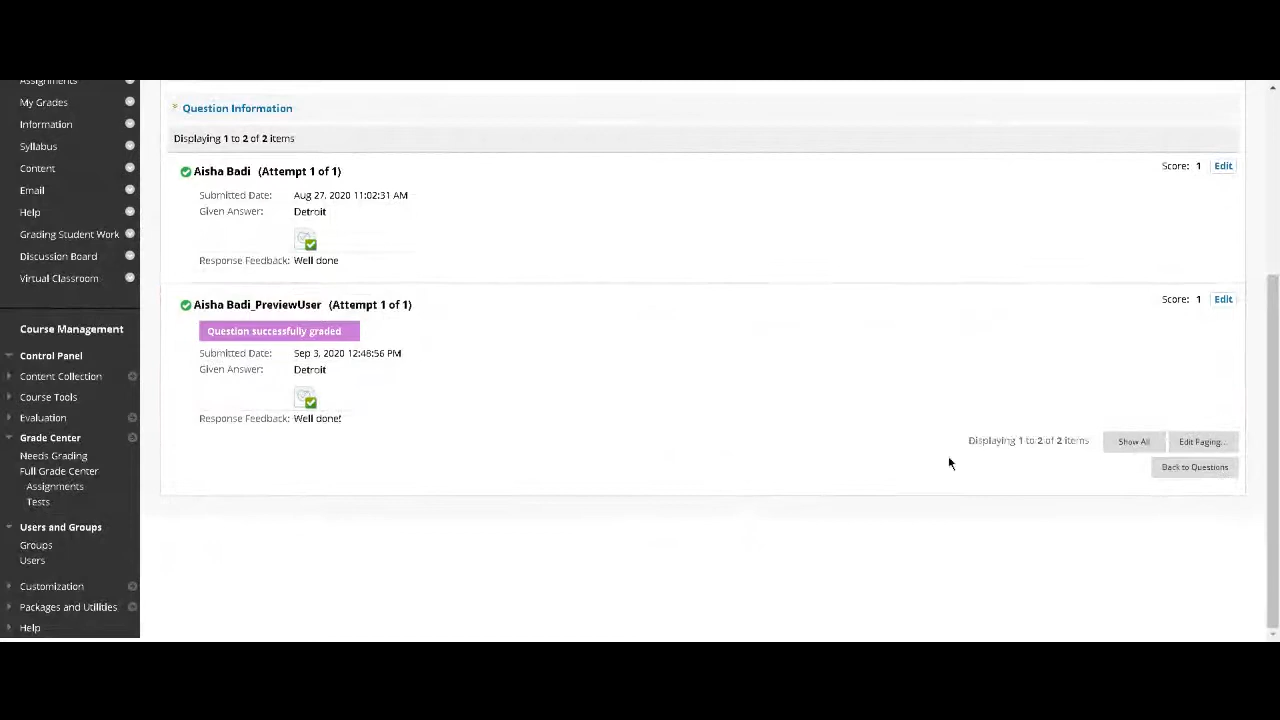 Assignments
My Grades
Information
Syllabus
Content
Email
Help
Grading Student Work
Discussion Board
Virtual Classroom
Course Management
Control Panel
Content Collection
Course Tools
Evaluation
Grade Center
Needs Grading
Full Grade Center
Assignments
Tests
Users and Groups
Groups
Users
Customization
Packages and Utilities
Help
Question Information
Displaying 1 to 2 of 2 items
Aisha Badi (Attempt 1 of 1) Score: 1 Edit
Submitted Date: Aug 27, 2020 11:02:31 AM
Given Answer: Detroit
Response Feedback: Well done
Aisha Badi_PreviewUser (Attempt 1 of 1) Score: 1 Edit
Question successfully graded
Submitted Date: Sep 3, 2020 12:48:56 PM
Given Answer: Detroit
Response Feedback: Well done!
Displaying 1 to 2 of 2 items Show All Edit Paging...
Back to Questions